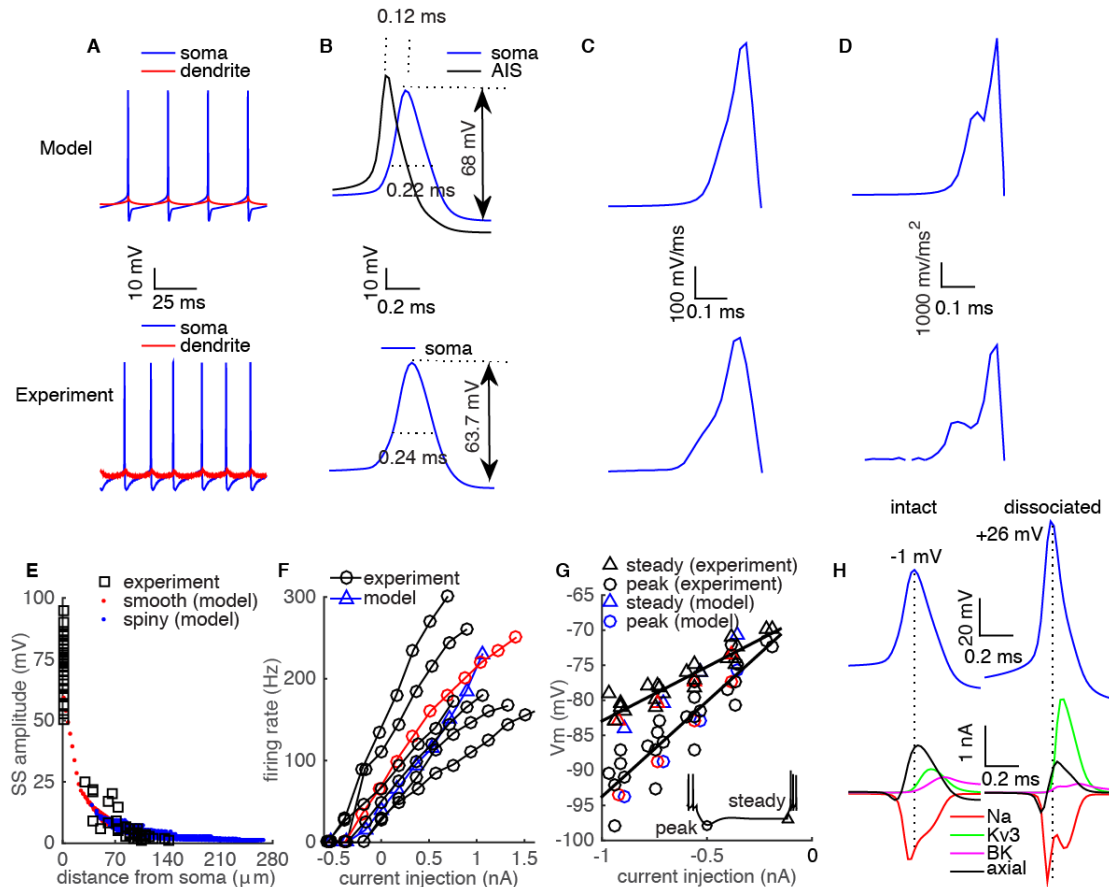 A
soma
dendrite
Model
10 mV
25 ms
soma
dendrite
Experiment
B
0.12 ms
soma
AIS
68 mV
0.22 ms
10 mV
0.2 ms
soma
63.7 mV
0.24 ms
C
100 mV/ms
0.1 ms
D
1000 mv/ms²
0.1 ms
E
experiment
smooth (model)
spiny (model)
SS amplitude (mV)
100
75
50
25
0
0 70 140 210 280
distance from soma (μm)
F
experiment
model
firing rate (Hz)
300
200
100
0
-0.5 0 0.5 1 1.5
current injection (nA)
G
steady (experiment)
peak (experiment)
steady (model)
peak (model)
Vm (mV)
-65
-70
-75
-80
-85
-90
-95
-100
steady
peak
-1 -0.5 0
current injection (nA)
H
intact
dissociated
-1 mV
+26 mV
20 mV
0.2 ms
1 nA
0.2 ms
Na
Kv3
BK
axial